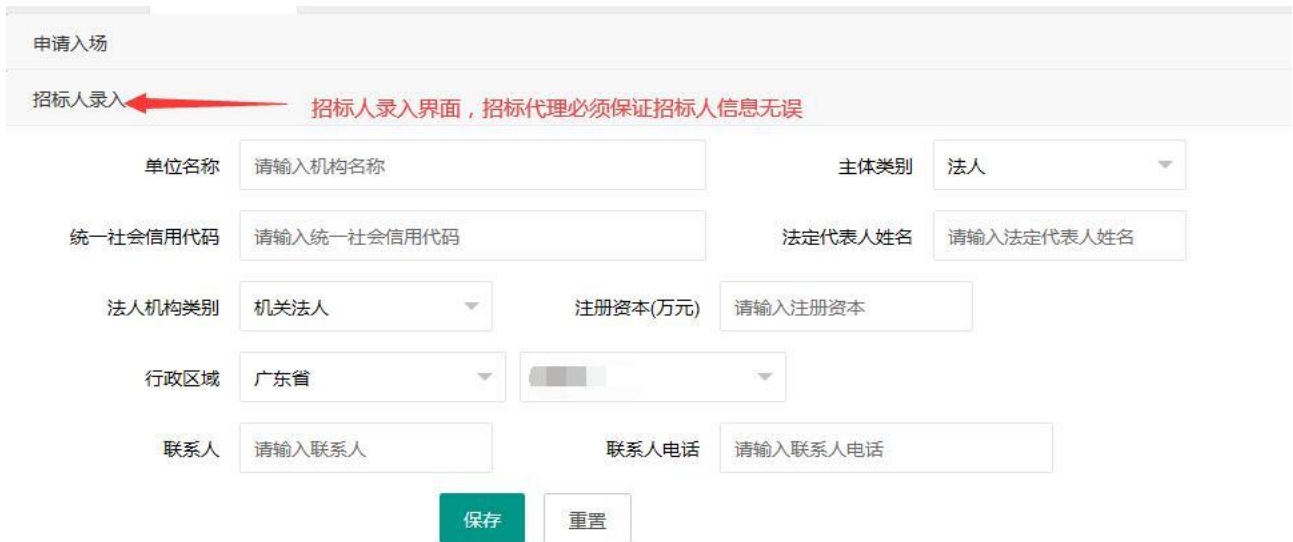 申请入场
招标人录入
招标人录入界面，招标代理必须保证招标人信息无误
单位名称 请输入机构名称 主体类别 法人
统一社会信用代码 请输入统一社会信用代码 法定代表人姓名 请输入法定代表人姓名
法人机构类别 机关法人 注册资本(万元) 请输入注册资本
行政区域 广东省
联系人 请输入联系人 联系人电话 请输入联系人电话
保存 重置